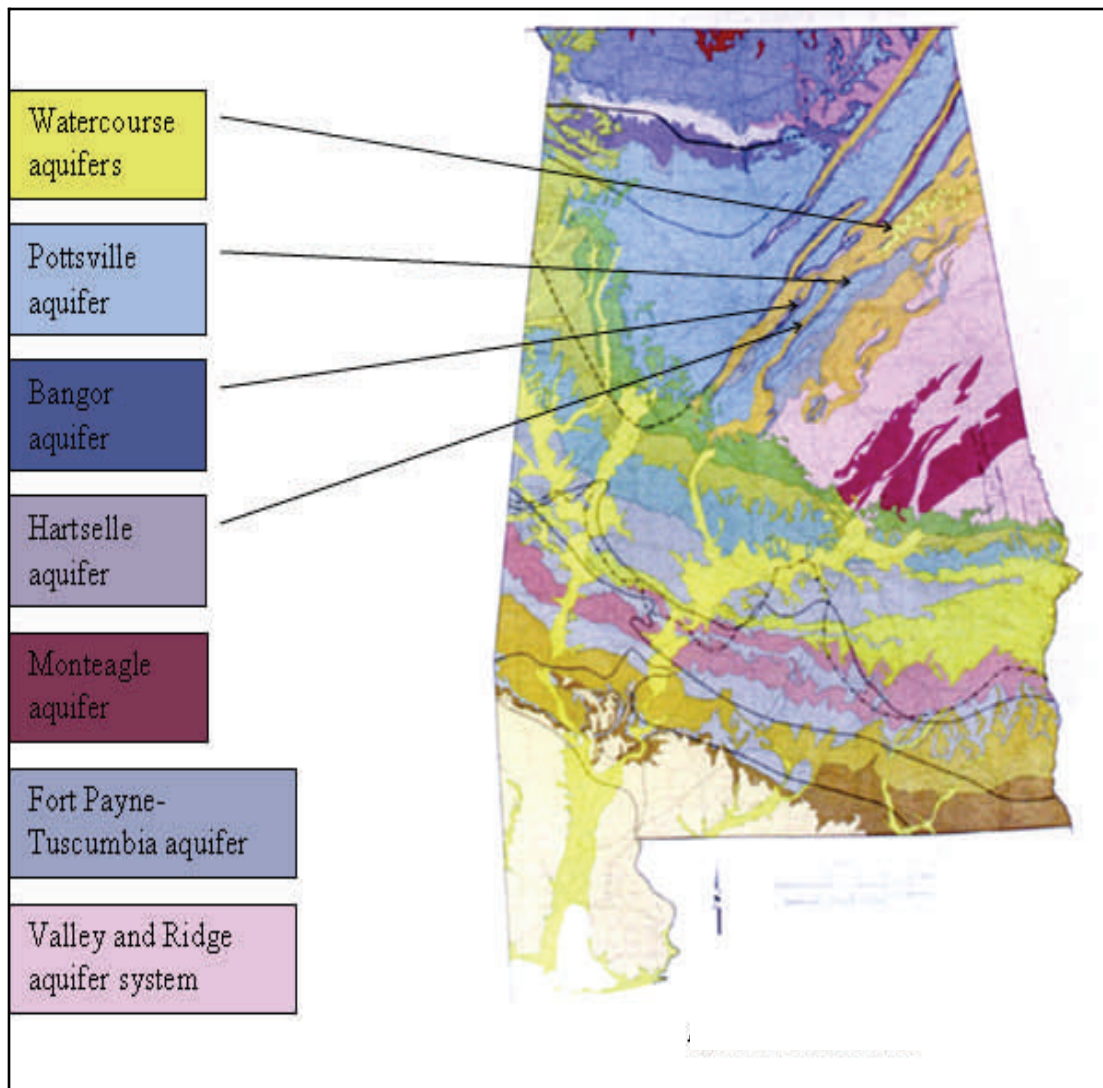 Watercourse
aquifers
Pottsville
aquifer
Bangor
aquifer
Hartselle
aquifer
Monteagle
aquifer
Fort Payne-
Tuscumbia aquifer
Valley and Ridge
aquifer system